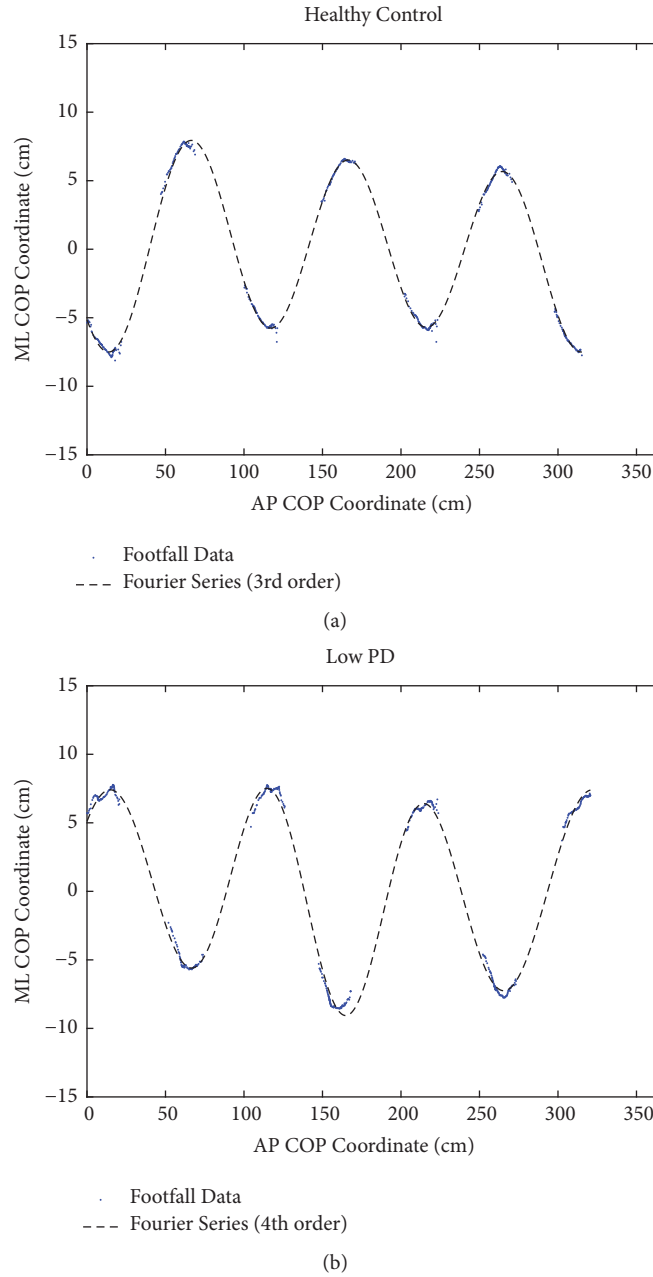 Healthy Control
15
10
5
0
−5
−10
−15
ML COP Coordinate (cm)
0 50 100 150 200 250 300 350
AP COP Coordinate (cm)
Footfall Data
Fourier Series (3rd order)
(a)
Low PD
15
10
5
0
−5
−10
−15
ML COP Coordinate (cm)
0 50 100 150 200 250 300 350
AP COP Coordinate (cm)
Footfall Data
Fourier Series (4th order)
(b)